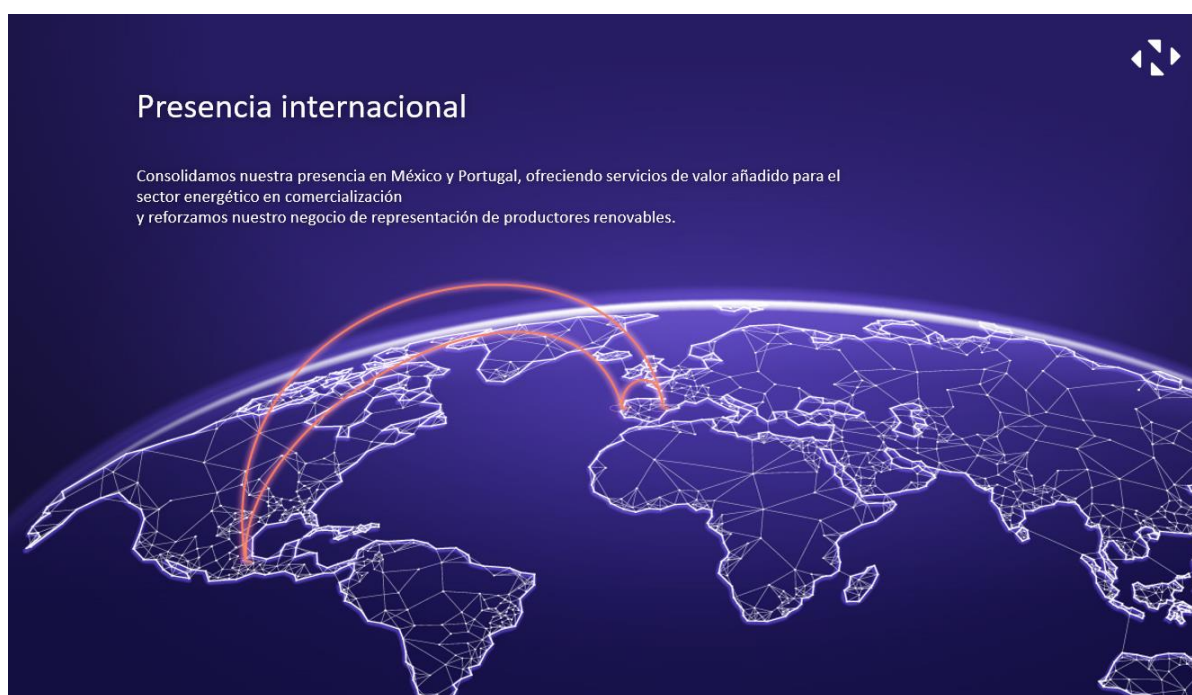 Presencia internacional
Consolidamos nuestra presencia en México y Portugal, ofreciendo servicios de valor añadido para el
sector energético en comercialización
y reforzamos nuestro negocio de representación de productores renovables.